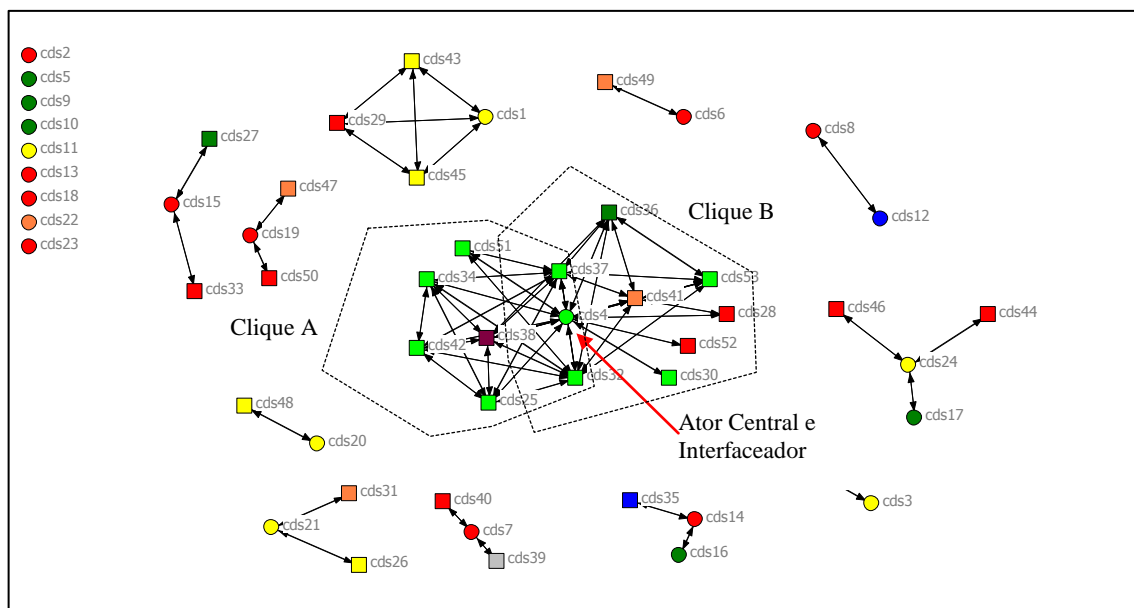 cds2
cds5
cds9
cds10
cds11
cds13
cds18
cds22
cds23
cds43
cds29
cds1
cds45
cds49
cds6
cds8
cds12
cds27
cds15
cds33
cds47
cds19
cds50
Clique B
cds36
cds51
cds37
cds34
cds53
cds41
cds4
cds28
Clique A
cds42
cds38
cds52
cds32
cds30
cds25
cds46
cds44
cds24
cds17
Ator Central e
Interfaceador
cds48
cds20
cds31
cds21
cds26
cds40
cds7
cds39
cds35
cds14
cds16
cds3